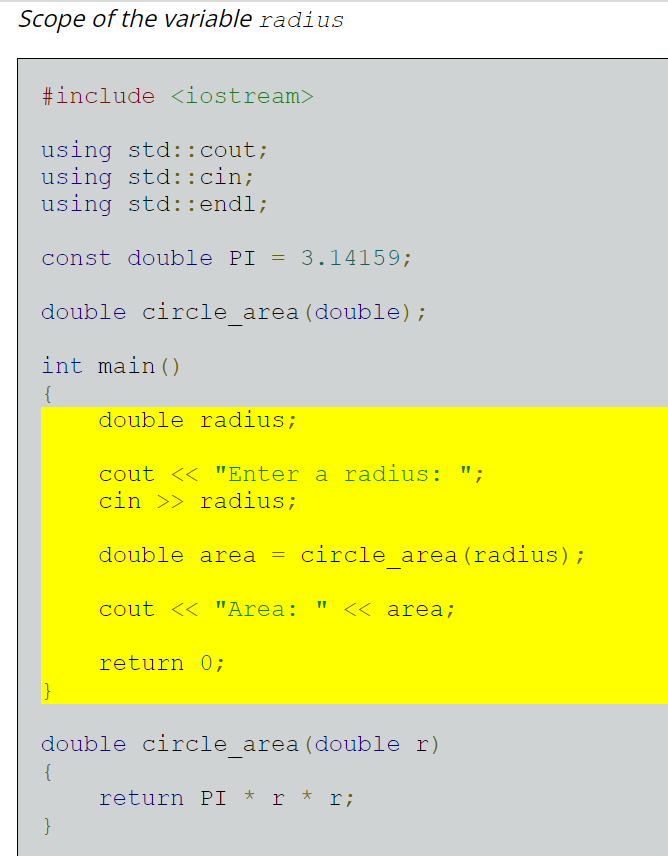 Scope of the variable radius
#include <iostream>
using std::cout;
using std::cin;
using std::endl;
const double PI = 3.14159;
double circle_area(double);
int main()
{
double radius;
cout << "Enter a radius: ";
cin >> radius;
double area = circle_area(radius);
cout << "Area: " << area;
return 0;
}
double circle_area(double r)
{
return PI * r * r;
}